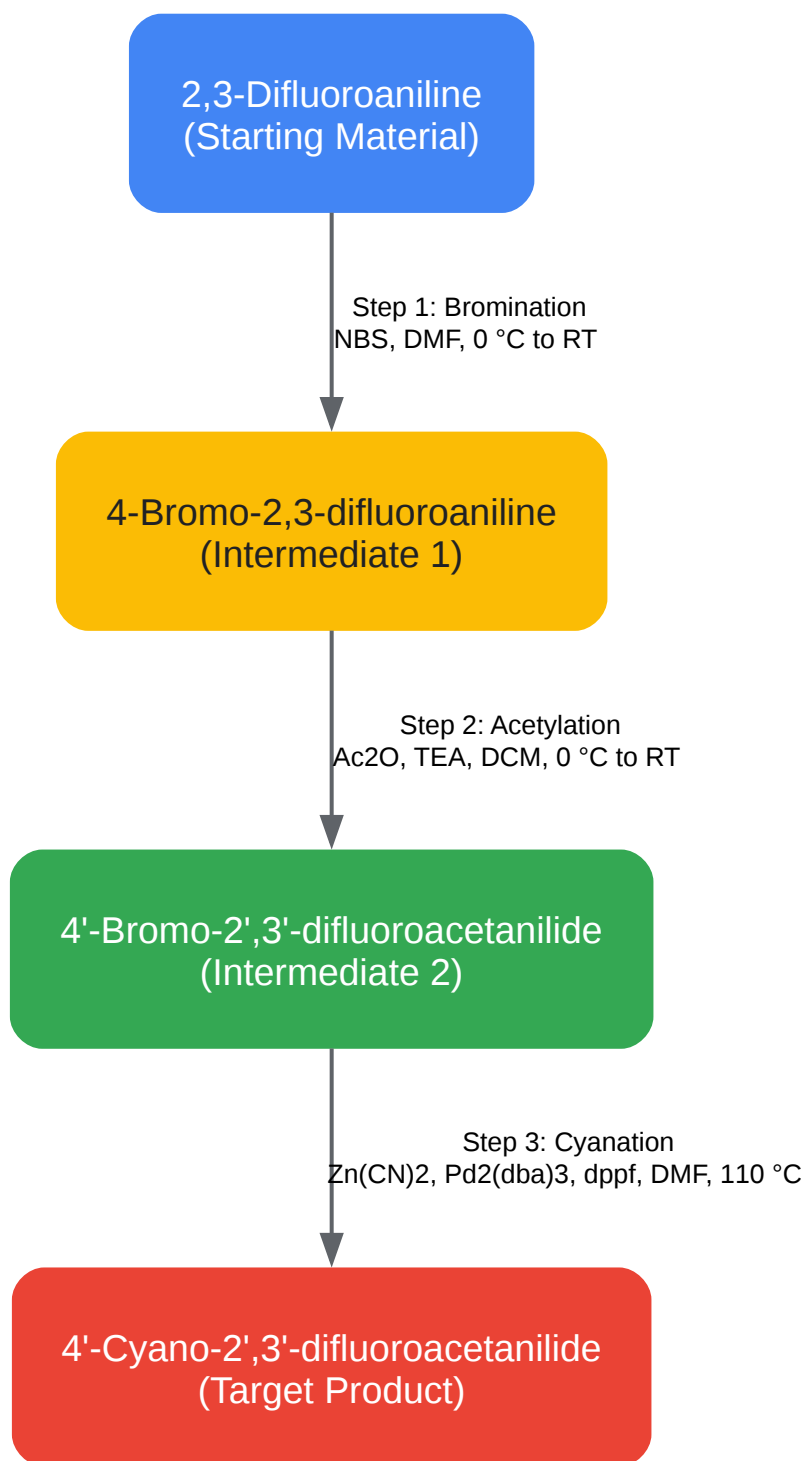 2,3-Difluoroaniline
(Starting Material)
Step 1: Bromination
NBS, DMF, 0 °C to RT
4-Bromo-2,3-difluoroaniline
(Intermediate 1)
Step 2: Acetylation
Ac2O, TEA, DCM, 0 °C to RT
4'-Bromo-2',3'-difluoroacetanilide
(Intermediate 2)
Step 3: Cyanation
Zn(CN)2, Pd2(dba)3, dppf, DMF, 110 °C
4'-Cyano-2',3'-difluoroacetanilide
(Target Product)